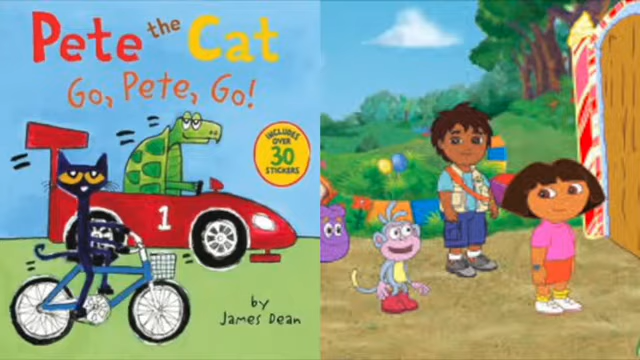 Pete the Cat
Go, Pete, Go!
INCLUDES
OVER
30
STICKERS
1
by
James Dean